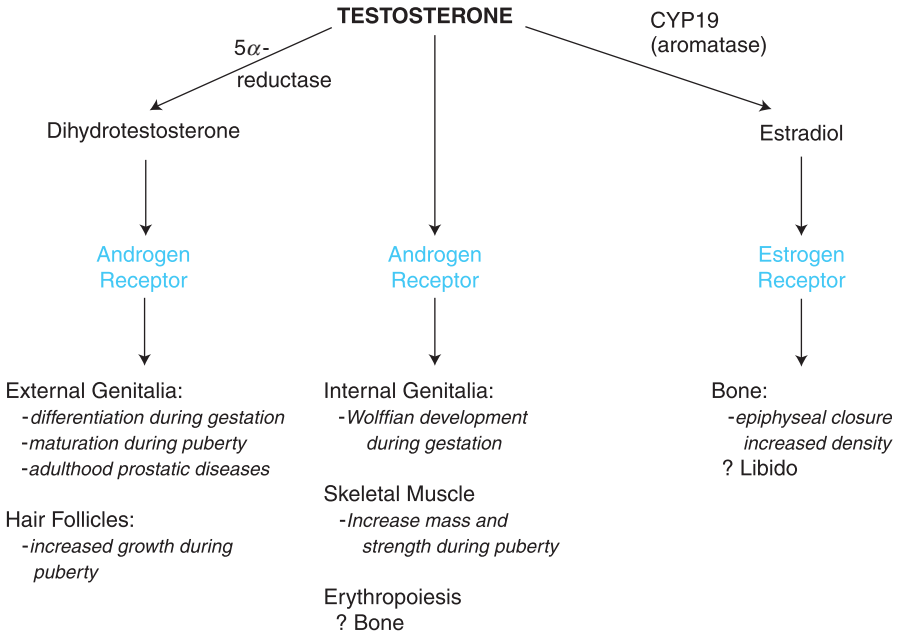 TESTOSTERONE
5α-
reductase
CYP19
(aromatase)
Dihydrotestosterone
Estradiol
Androgen
Receptor
Androgen
Receptor
Estrogen
Receptor
External Genitalia:
-differentiation during gestation
-maturation during puberty
-adulthood prostatic diseases
Hair Follicles:
-increased growth during
puberty
Internal Genitalia:
-Wolffian development
during gestation
Skeletal Muscle
-Increase mass and
strength during puberty
Erythropoiesis
? Bone
Bone:
-epiphyseal closure
increased density
? Libido